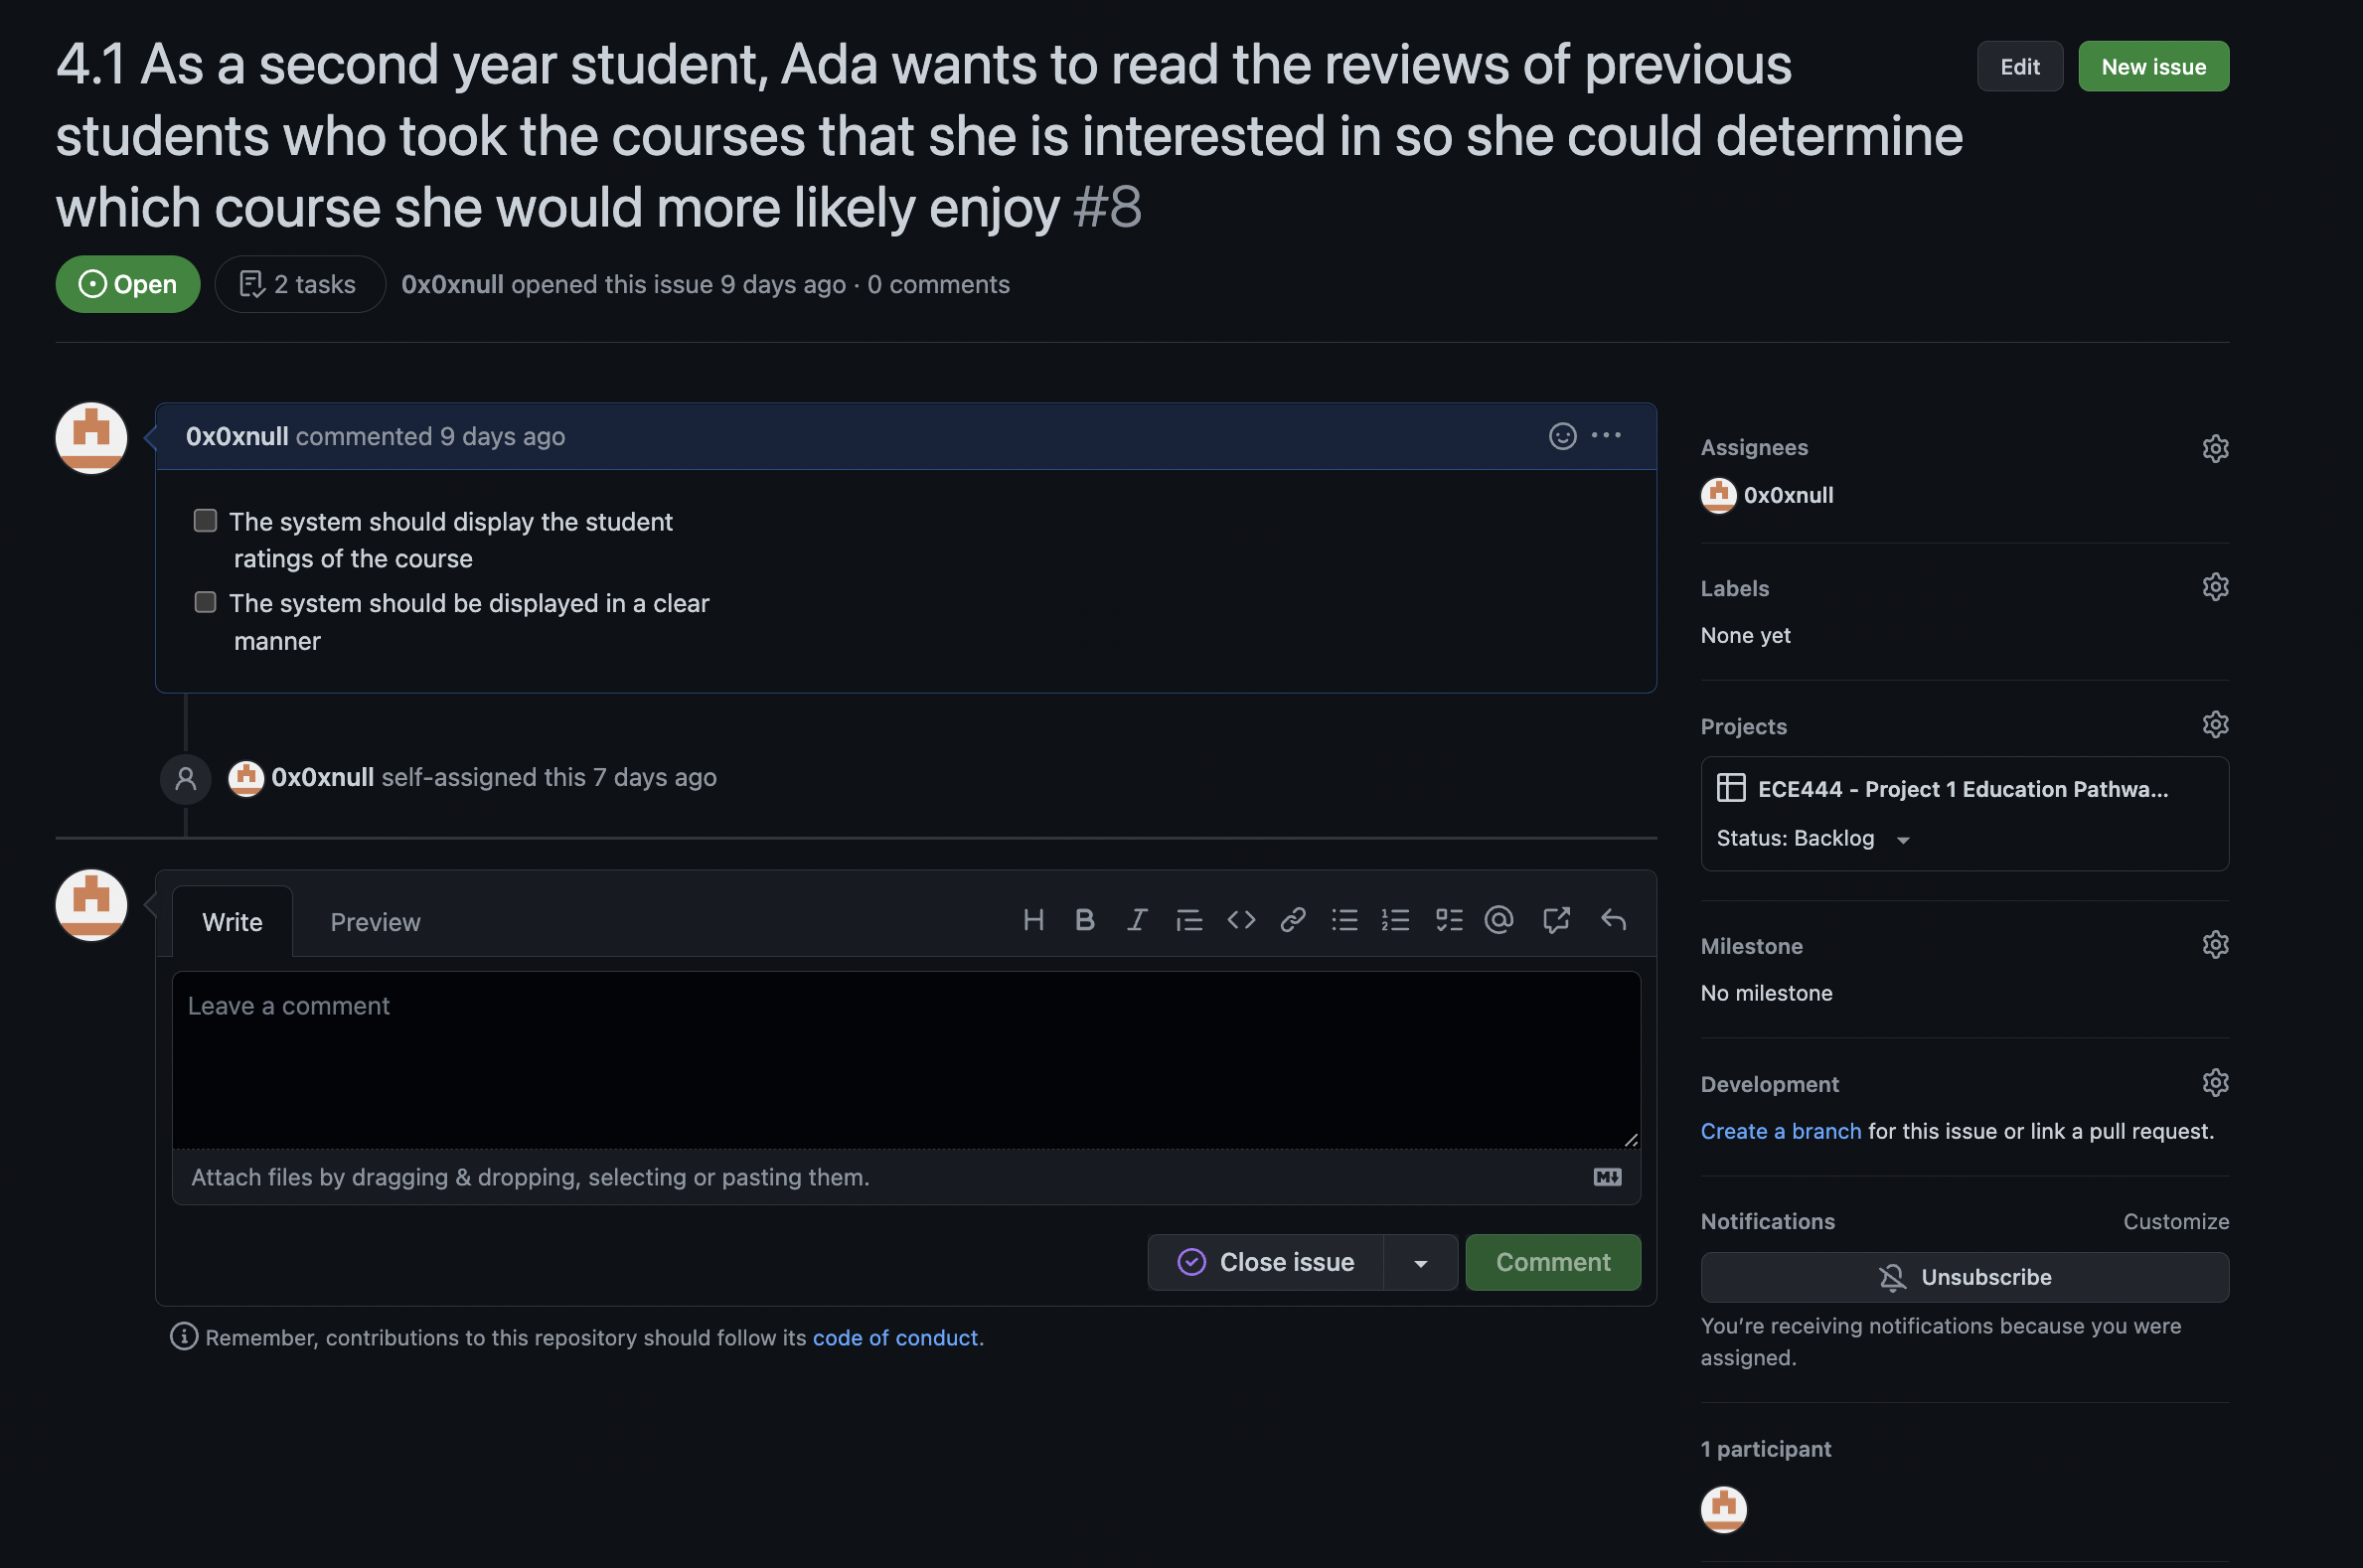 4.1 As a second year student, Ada wants to read the reviews of previous
students who took the courses that she is interested in so she could determine
which course she would more likely enjoy #8
Edit
New issue
Open
2 tasks
0x0xnull opened this issue 9 days ago · 0 comments
0x0xnull commented 9 days ago
The system should display the student
ratings of the course
The system should be displayed in a clear
manner
0x0xnull self-assigned this 7 days ago
Write
Preview
Leave a comment
Attach files by dragging & dropping, selecting or pasting them.
Close issue
Comment
Remember, contributions to this repository should follow its code of conduct.
Assignees
0x0xnull
Labels
None yet
Projects
ECE444 - Project 1 Education Pathwa...
Status: Backlog
Milestone
No milestone
Development
Create a branch for this issue or link a pull request.
Notifications
Customize
Unsubscribe
You’re receiving notifications because you were
assigned.
1 participant